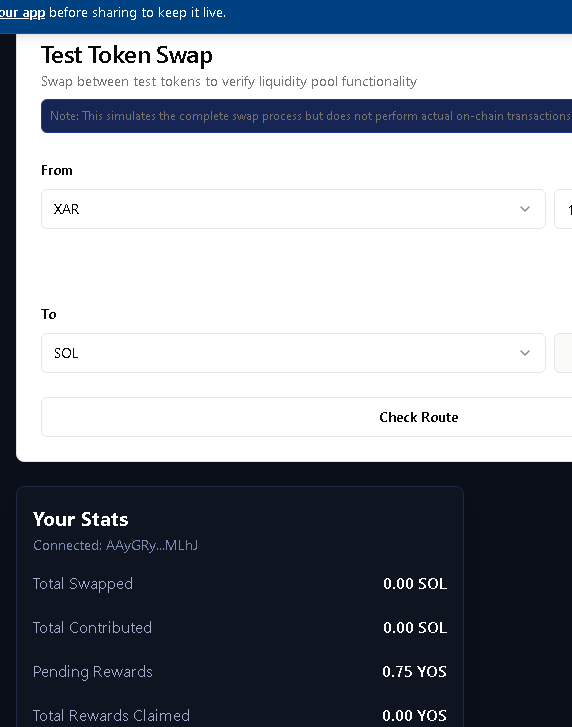 our app before sharing to keep it live.
Test Token Swap
Swap between test tokens to verify liquidity pool functionality
Note: This simulates the complete swap process but does not perform actual on-chain transactions
From
XAR
1
To
SOL
Check Route
Your Stats
Connected: AAyGRy...MLhJ
Total Swapped 0.00 SOL
Total Contributed 0.00 SOL
Pending Rewards 0.75 YOS
Total Rewards Claimed 0.00 YOS